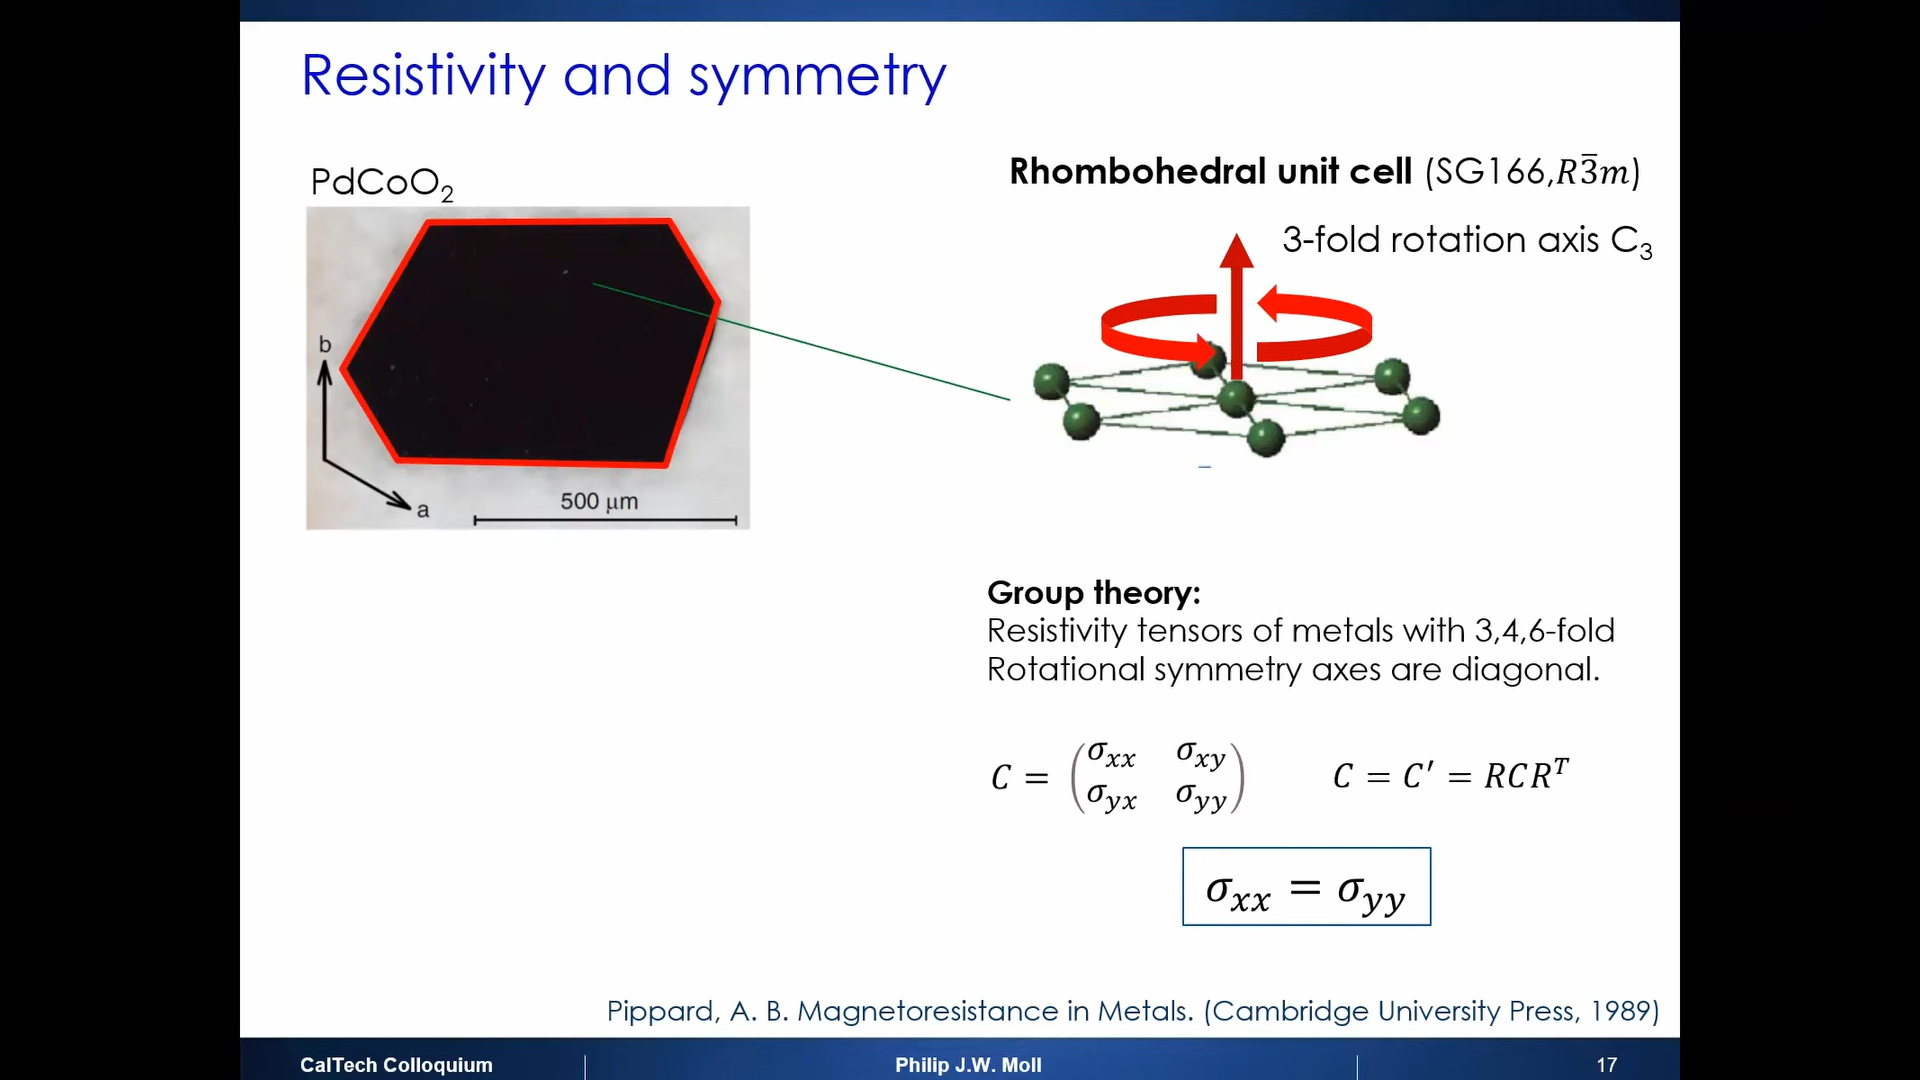 Resistivity and symmetry
PdCoO₂
b
a
500 µm
Rhombohedral unit cell (SG166,R3̅m)
3-fold rotation axis C₃
Group theory:
Resistivity tensors of metals with 3,4,6-fold
Rotational symmetry axes are diagonal.
C = (σxx σxy
σyx σyy)
C = C′ = RCRᵀ
σxx = σyy
Pippard, A. B. Magnetoresistance in Metals. (Cambridge University Press, 1989)
CalTech Colloquium
Philip J.W. Moll
17